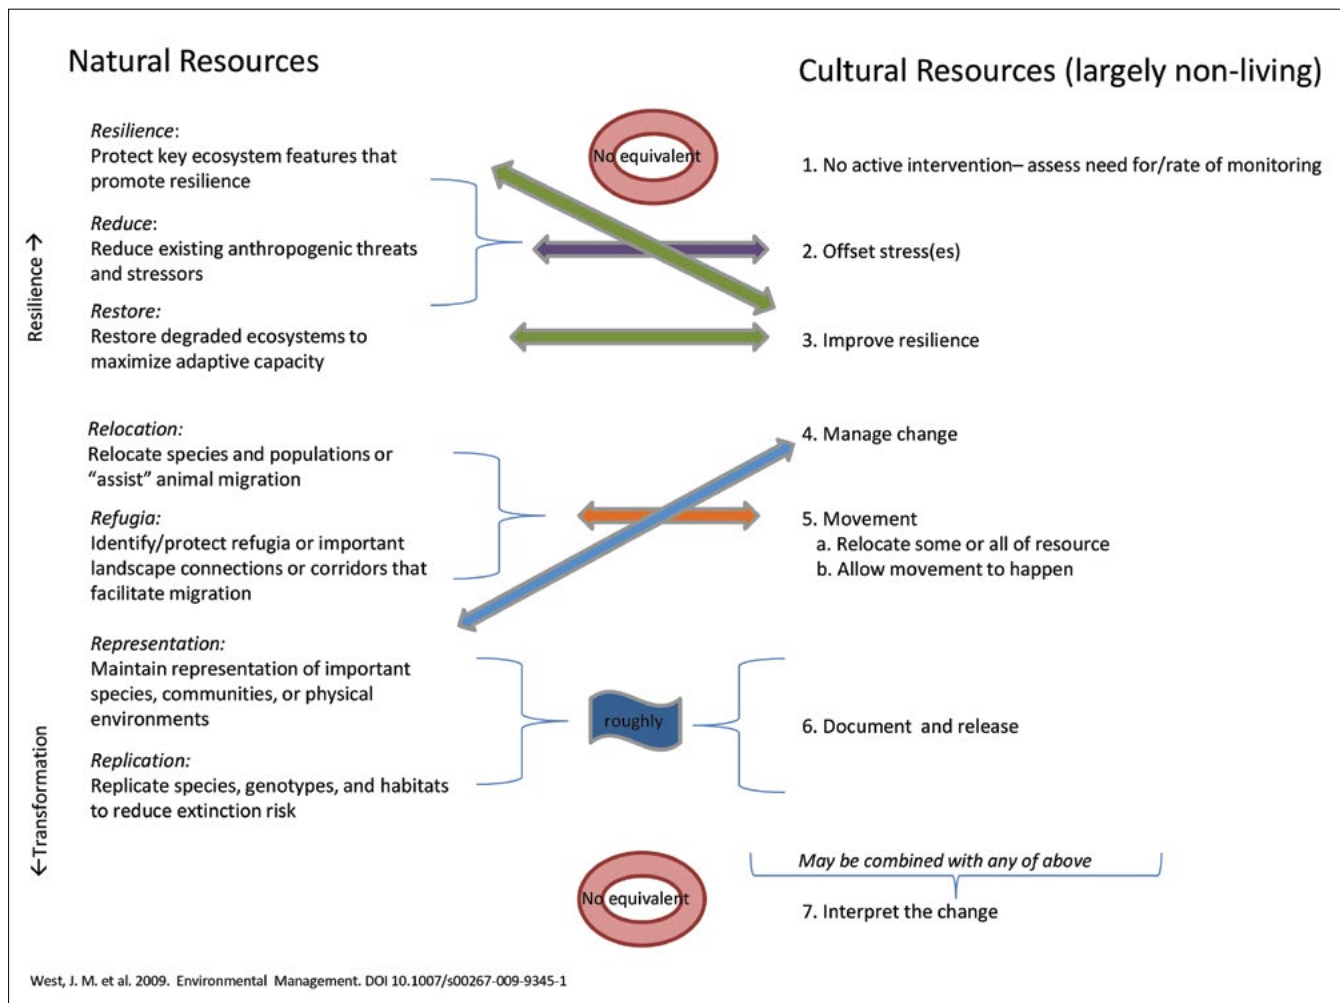 Natural Resources
Cultural Resources (largely non-living)
Resilience →
←Transformation
Resilience:
Protect key ecosystem features that
promote resilience
Reduce:
Reduce existing anthropogenic threats
and stressors
Restore:
Restore degraded ecosystems to
maximize adaptive capacity
Relocation:
Relocate species and populations or
“assist” animal migration
Refugia:
Identify/protect refugia or important
landscape connections or corridors that
facilitate migration
Representation:
Maintain representation of important
species, communities, or physical
environments
Replication:
Replicate species, genotypes, and habitats
to reduce extinction risk
No equivalent
roughly
No equivalent
1. No active intervention– assess need for/rate of monitoring
2. Offset stress(es)
3. Improve resilience
4. Manage change
5. Movement
a. Relocate some or all of resource
b. Allow movement to happen
6. Document and release
May be combined with any of above
7. Interpret the change
West, J. M. et al. 2009. Environmental Management. DOI 10.1007/s00267-009-9345-1